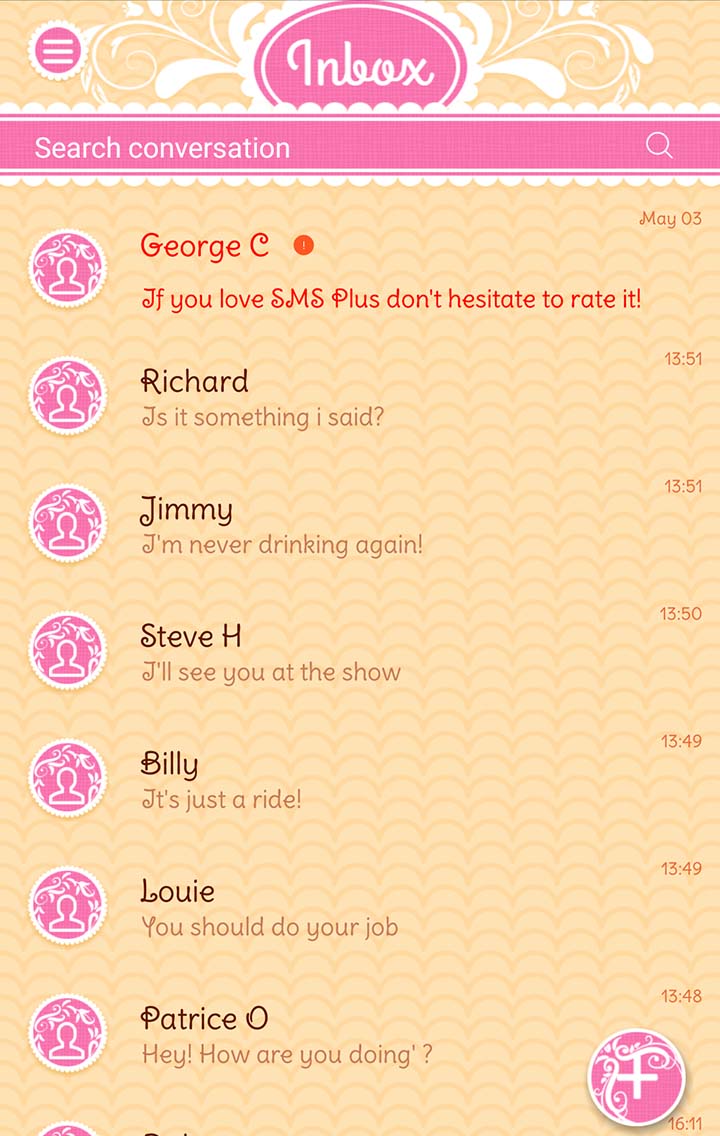 Inbox
Search conversation
May 03
George C !
If you love SMS Plus don't hesitate to rate it!
13:51
Richard
Is it something i said?
13:51
Jimmy
I'm never drinking again!
13:50
Steve H
I'll see you at the show
13:49
Billy
It's just a ride!
13:49
Louie
You should do your job
13:48
Patrice O
Hey! How are you doing' ?
16:11